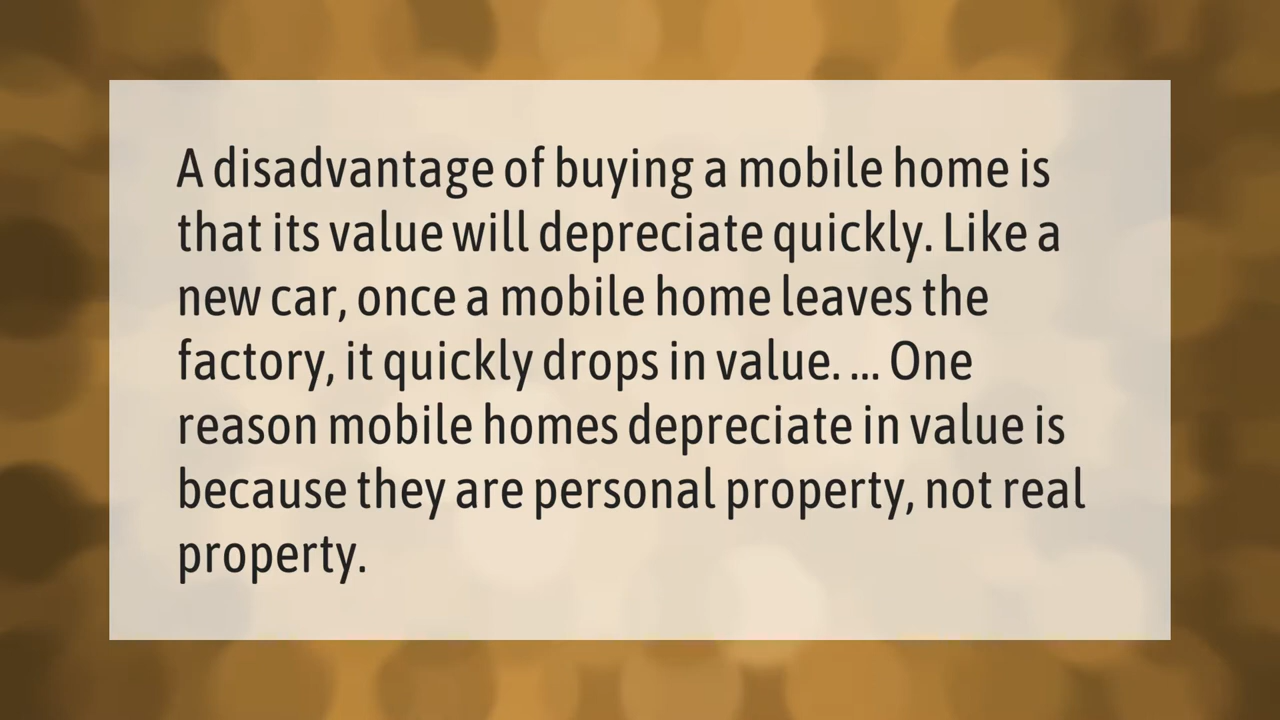 A disadvantage of buying a mobile home is
that its value will depreciate quickly. Like a
new car, once a mobile home leaves the
factory, it quickly drops in value. ... One
reason mobile homes depreciate in value is
because they are personal property, not real
property.